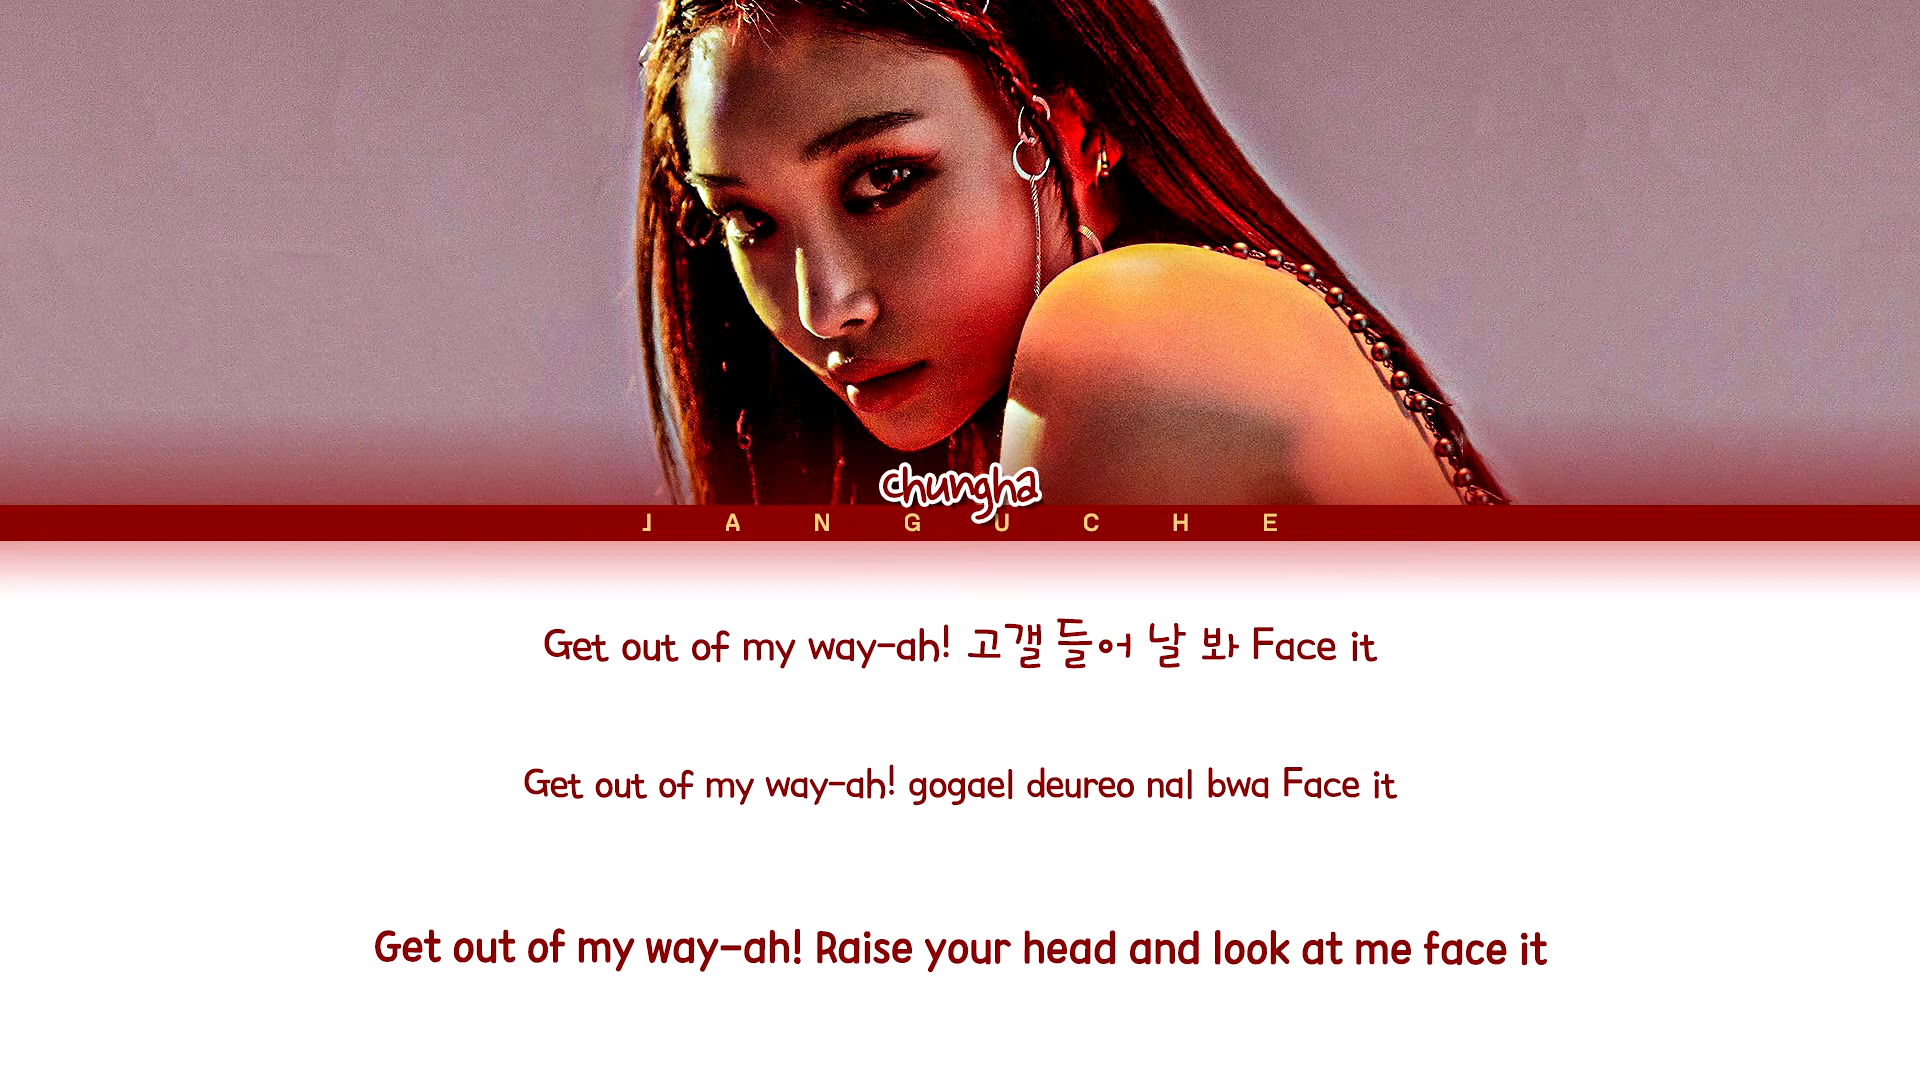 chungha
JANGUCHE
Get out of my way-ah! 고갤 들어 날 봐 Face it
Get out of my way-ah! gogael deureo nal bwa Face it
Get out of my way-ah! Raise your head and look at me face it